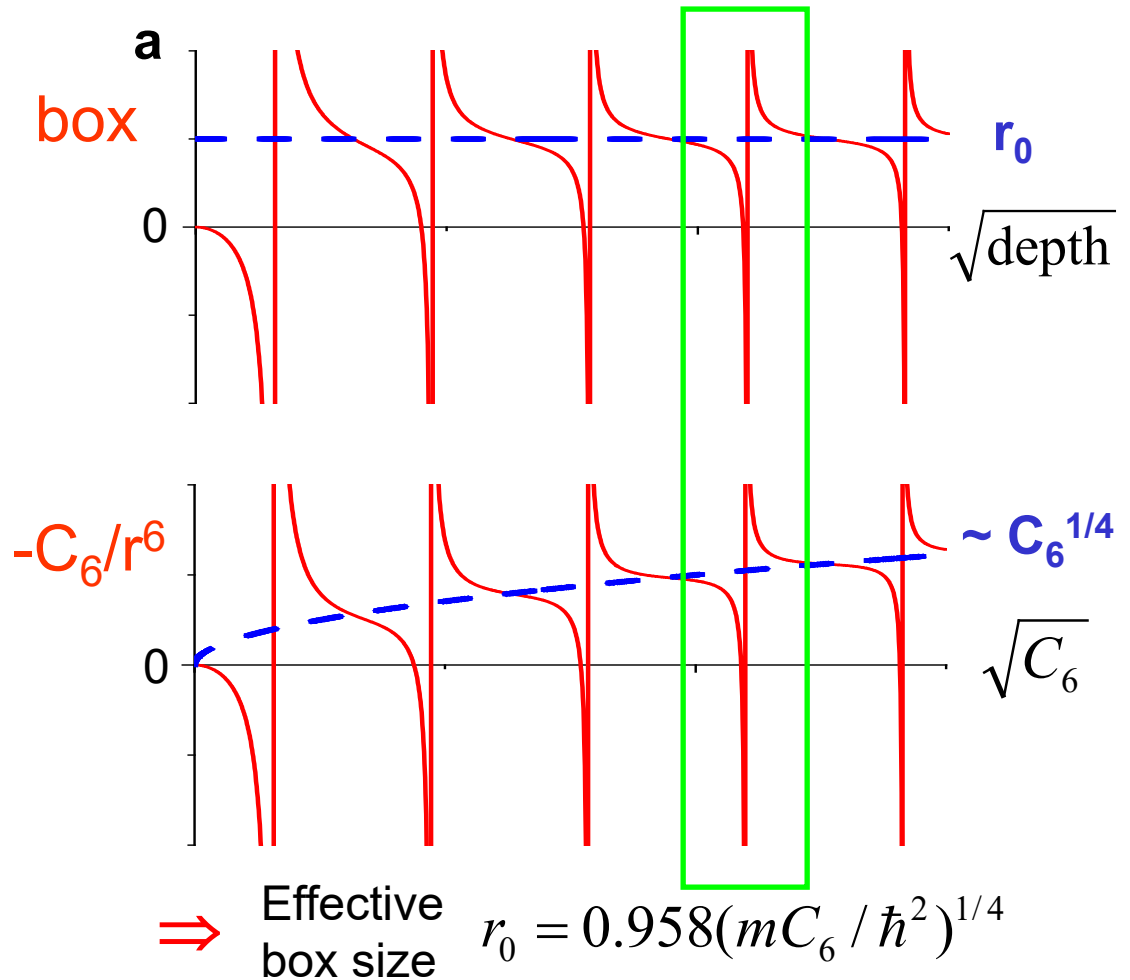 a
box
r₀
0
√depth
-C₆/r⁶
~ C₆^1/4
0
√C₆
⇒ Effective box size r₀ = 0.958(mC₆ / ħ²)^1/4